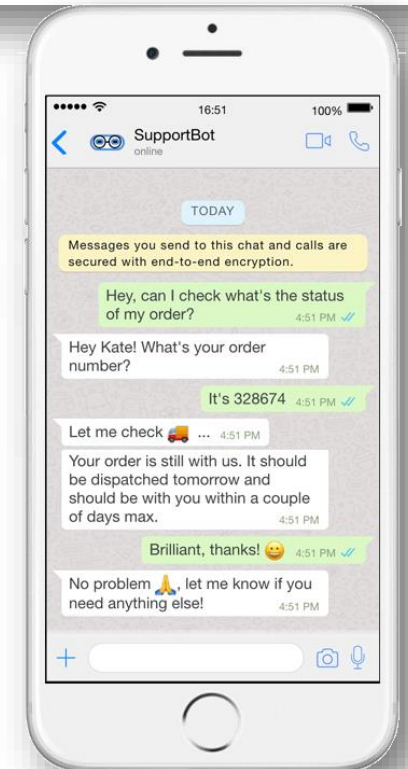 16:51
100%
SupportBot
online
TODAY
Messages you send to this chat and calls are
secured with end-to-end encryption.
Hey, can I check what's the status
of my order?
4:51 PM
Hey Kate! What's your order
number?
4:51 PM
It's 328674 4:51 PM
Let me check 🚚 ... 4:51 PM
Your order is still with us. It should
be dispatched tomorrow and
should be with you within a couple
of days max.
4:51 PM
Brilliant, thanks! 😀 4:51 PM
No problem 🙏, let me know if you
need anything else!
4:51 PM